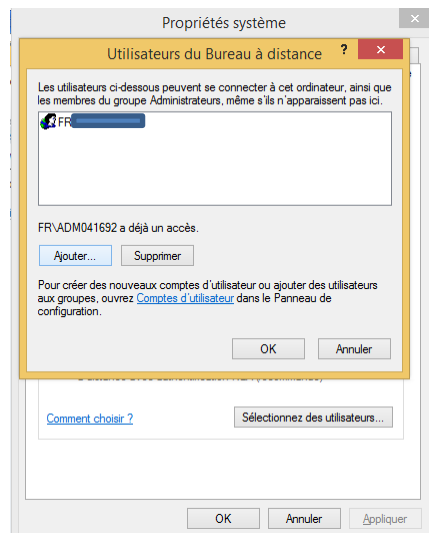 Propriétés système
Utilisateurs du Bureau à distance
Les utilisateurs ci-dessous peuvent se connecter à cet ordinateur, ainsi que
les membres du groupe Administrateurs, même s'ils n'apparaissent pas ici.
FR
FR\ADM041692 a déjà un accès.
Ajouter... Supprimer
Pour créer des nouveaux comptes d'utilisateur ou ajouter des utilisateurs
aux groupes, ouvrez Comptes d'utilisateur dans le Panneau de
configuration.
OK Annuler
Comment choisir ? Sélectionnez des utilisateurs...
OK Annuler Appliquer